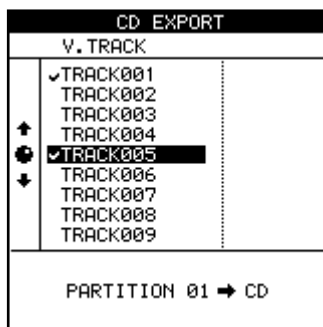 CD EXPORT
V.TRACK
✓TRACK001
TRACK002
TRACK003
TRACK004
✓TRACK005
TRACK006
TRACK007
TRACK008
TRACK009
PARTITION 01 ➡ CD